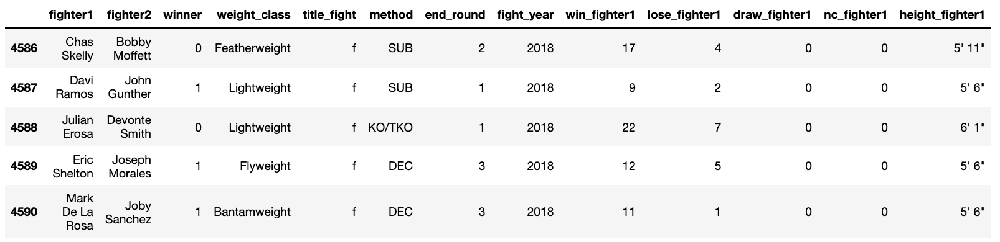 fighter1 fighter2 winner weight_class title_fight method end_round fight_year win_fighter1 lose_fighter1 draw_fighter1 nc_fighter1 height_fighter1
4586 Chas Skelly Bobby Moffett 0 Featherweight f SUB 2 2018 17 4 0 0 5' 11"
4587 Davi Ramos John Gunther 1 Lightweight f SUB 1 2018 9 2 0 0 5' 6"
4588 Julian Erosa Devonte Smith 0 Lightweight f KO/TKO 1 2018 22 7 0 0 6' 1"
4589 Eric Shelton Joseph Morales 1 Flyweight f DEC 3 2018 12 5 0 0 5' 6"
4590 Mark De La Rosa Joby Sanchez 1 Bantamweight f DEC 3 2018 11 1 0 0 5' 6"